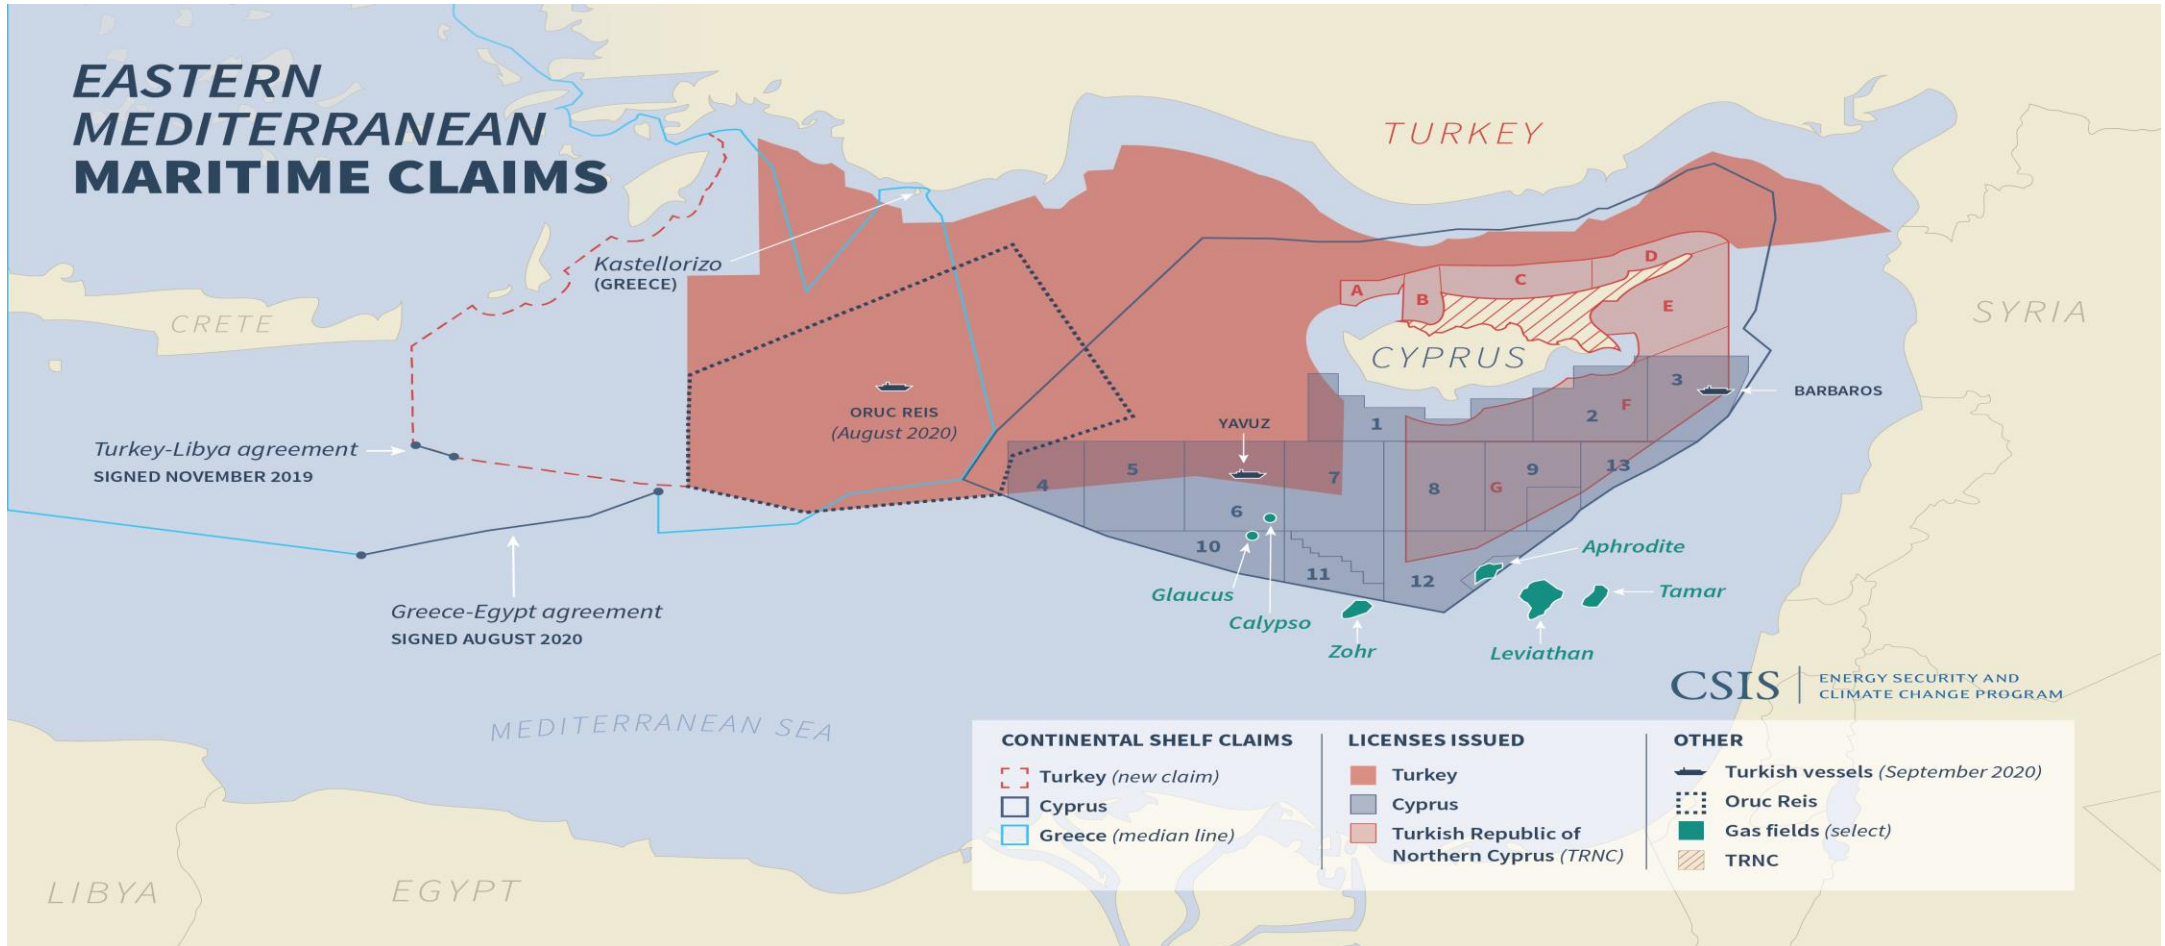 EASTERN
MEDITERRANEAN
MARITIME CLAIMS
TURKEY
Kastellorizo
(GREECE)
CRETE
SYRIA
A
B
C
D
E
CYPRUS
ORUC REIS
(August 2020)
YAVUZ
BARBAROS
3
F
2
1
Turkey-Libya agreement
SIGNED NOVEMBER 2019
4
5
7
8
G
9
13
6
10
11
12
Greece-Egypt agreement
SIGNED AUGUST 2020
Glaucus
Calypso
Zohr
Aphrodite
Tamar
Leviathan
MEDITERRANEAN SEA
CSIS
ENERGY SECURITY AND
CLIMATE CHANGE PROGRAM
CONTINENTAL SHELF CLAIMS
Turkey (new claim)
Cyprus
Greece (median line)
LICENSES ISSUED
Turkey
Cyprus
Turkish Republic of
Northern Cyprus (TRNC)
OTHER
Turkish vessels (September 2020)
Oruc Reis
Gas fields (select)
TRNC
LIBYA
EGYPT